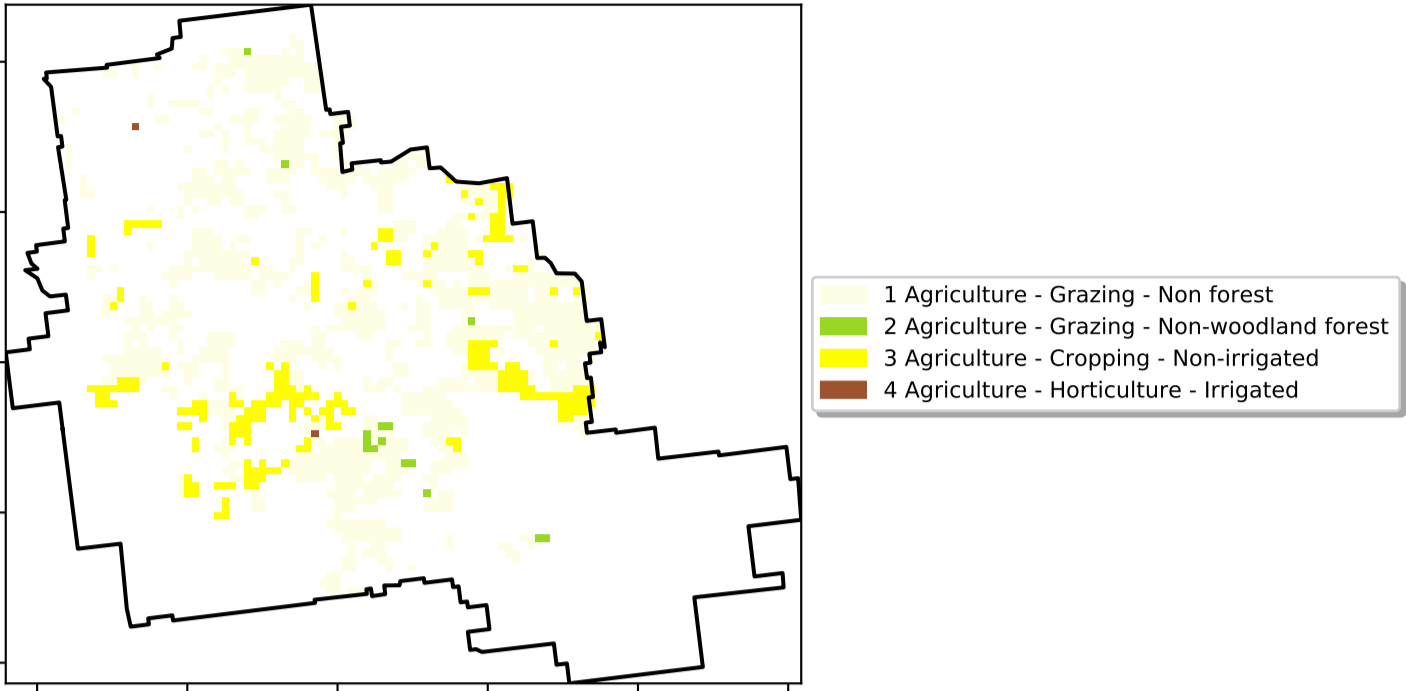 1 Agriculture - Grazing - Non forest
2 Agriculture - Grazing - Non-woodland forest
3 Agriculture - Cropping - Non-irrigated
4 Agriculture - Horticulture - Irrigated